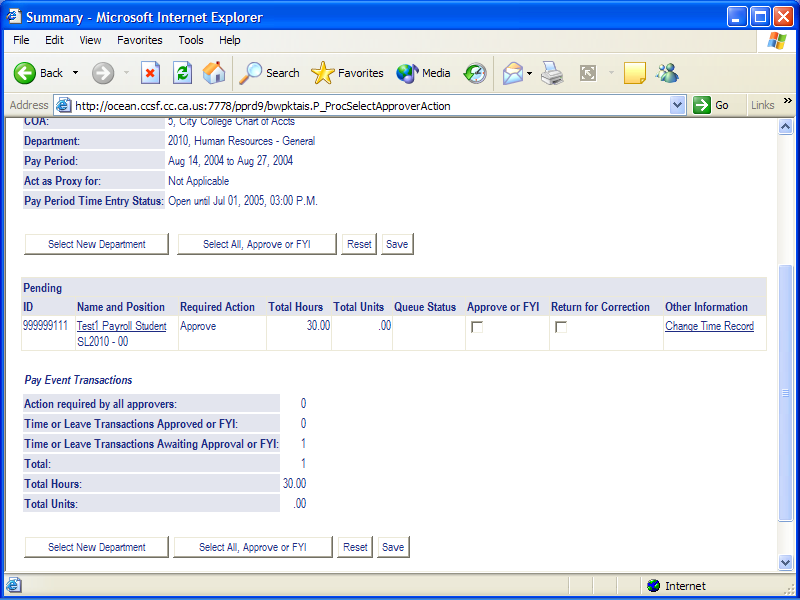 Summary - Microsoft Internet Explorer
File Edit View Favorites Tools Help
Back Search Favorites Media
Address http://ocean.ccsf.cc.ca.us:7778/pprd9/bwpktais.P_ProcSelectApproverAction Go Links »
COA: 5, City College Chart of Accts
Department: 2010, Human Resources - General
Pay Period: Aug 14, 2004 to Aug 27, 2004
Act as Proxy for: Not Applicable
Pay Period Time Entry Status: Open until Jul 01, 2005, 03:00 P.M.
Select New Department Select All, Approve or FYI Reset Save
Pending
ID Name and Position Required Action Total Hours Total Units Queue Status Approve or FYI Return for Correction Other Information
999999111 Test1 Payroll Student Approve 30.00 .00 Change Time Record
SL2010 - 00
Pay Event Transactions
Action required by all approvers: 0
Time or Leave Transactions Approved or FYI: 0
Time or Leave Transactions Awaiting Approval or FYI: 1
Total: 1
Total Hours: 30.00
Total Units: .00
Select New Department Select All, Approve or FYI Reset Save
Internet